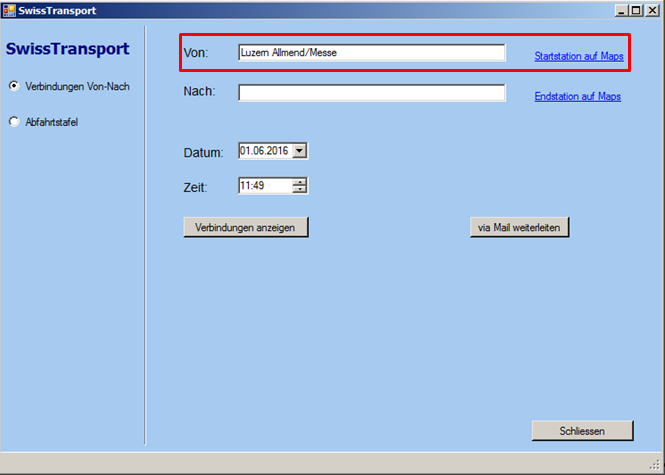 SwissTransport
SwissTransport
Verbindungen Von-Nach
Abfahrtstafel
Von: Luzern Allmend/Messe Startstation auf Maps
Nach: Endstation auf Maps
Datum: 01.06.2016
Zeit: 11:49
Verbindungen anzeigen via Mail weiterleiten
Schliessen